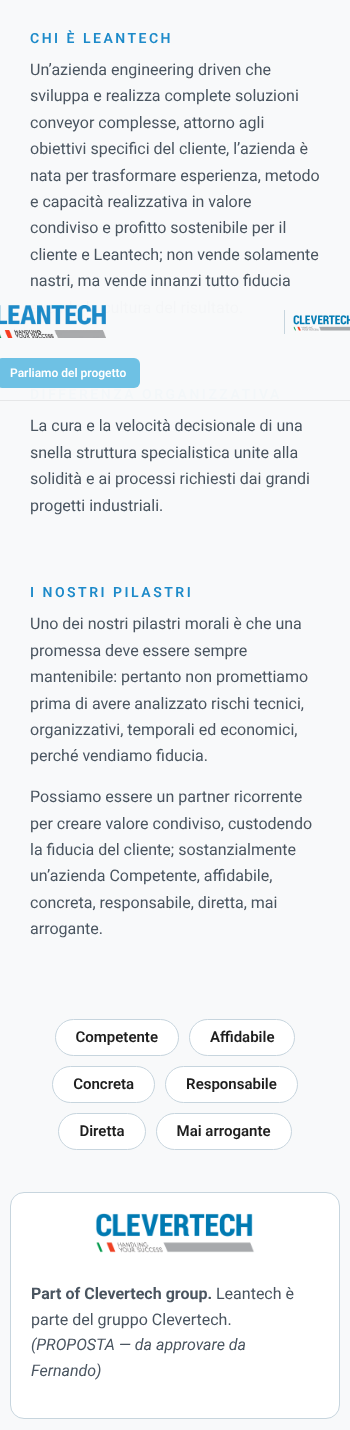 CHI È LEANTECH
Un'azienda engineering driven che
sviluppa e realizza complete soluzioni
conveyor complesse, attorno agli
obiettivi specifici del cliente, l'azienda è
nata per trasformare esperienza, metodo
e capacità realizzativa in valore
condiviso e profitto sostenibile per il
cliente e Leantech; non vende solamente
nastri, ma vende innanzi tutto fiducia
LEANTECH
HANDLING
YOUR SUCCESS
CLEVERTECH
Parliamo del progetto
La cura e la velocità decisionale di una
snella struttura specialistica unite alla
solidità e ai processi richiesti dai grandi
progetti industriali.
I NOSTRI PILASTRI
Uno dei nostri pilastri morali è che una
promessa deve essere sempre
mantenibile: pertanto non promettiamo
prima di avere analizzato rischi tecnici,
organizzativi, temporali ed economici,
perché vendiamo fiducia.
Possiamo essere un partner ricorrente
per creare valore condiviso, custodendo
la fiducia del cliente; sostanzialmente
un'azienda Competente, affidabile,
concreta, responsabile, diretta, mai
arrogante.
Competente
Affidabile
Concreta
Responsabile
Diretta
Mai arrogante
CLEVERTECH
HANDLING
YOUR SUCCESS
Part of Clevertech group. Leantech è
parte del gruppo Clevertech.
(PROPOSTA — da approvare da
Fernando)